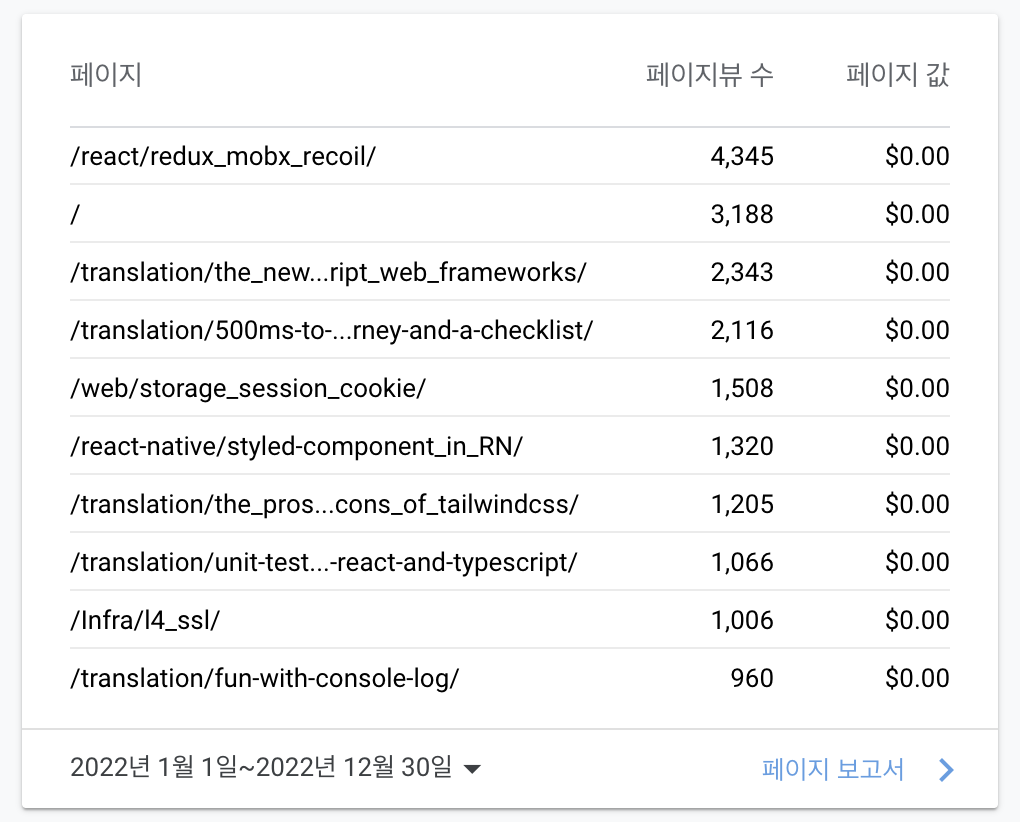 페이지 페이지뷰 수 페이지 값
/react/redux_mobx_recoil/ 4,345 $0.00
/ 3,188 $0.00
/translation/the_new...ript_web_frameworks/ 2,343 $0.00
/translation/500ms-to-...rney-and-a-checklist/ 2,116 $0.00
/web/storage_session_cookie/ 1,508 $0.00
/react-native/styled-component_in_RN/ 1,320 $0.00
/translation/the_pros...cons_of_tailwindcss/ 1,205 $0.00
/translation/unit-test...-react-and-typescript/ 1,066 $0.00
/Infra/l4_ssl/ 1,006 $0.00
/translation/fun-with-console-log/ 960 $0.00
2022년 1월 1일~2022년 12월 30일 페이지 보고서